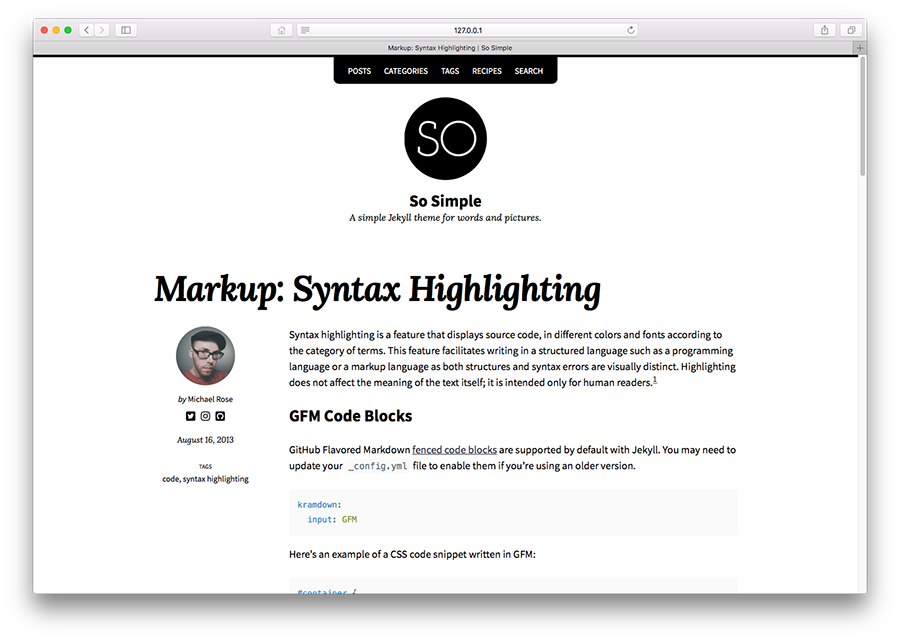 127.0.0.1
Markup: Syntax Highlighting | So Simple
POSTS CATEGORIES TAGS RECIPES SEARCH
SO
So Simple
A simple Jekyll theme for words and pictures.
Markup: Syntax Highlighting
by Michael Rose
August 16, 2013
TAGS
code, syntax highlighting
Syntax highlighting is a feature that displays source code, in different colors and fonts according to
the category of terms. This feature facilitates writing in a structured language such as a programming
language or a markup language as both structures and syntax errors are visually distinct. Highlighting
does not affect the meaning of the text itself; it is intended only for human readers.1
GFM Code Blocks
GitHub Flavored Markdown fenced code blocks are supported by default with Jekyll. You may need to
update your _config.yml file to enable them if you're using an older version.
kramdown:
  input: GFM
Here's an example of a CSS code snippet written in GFM:
#container {